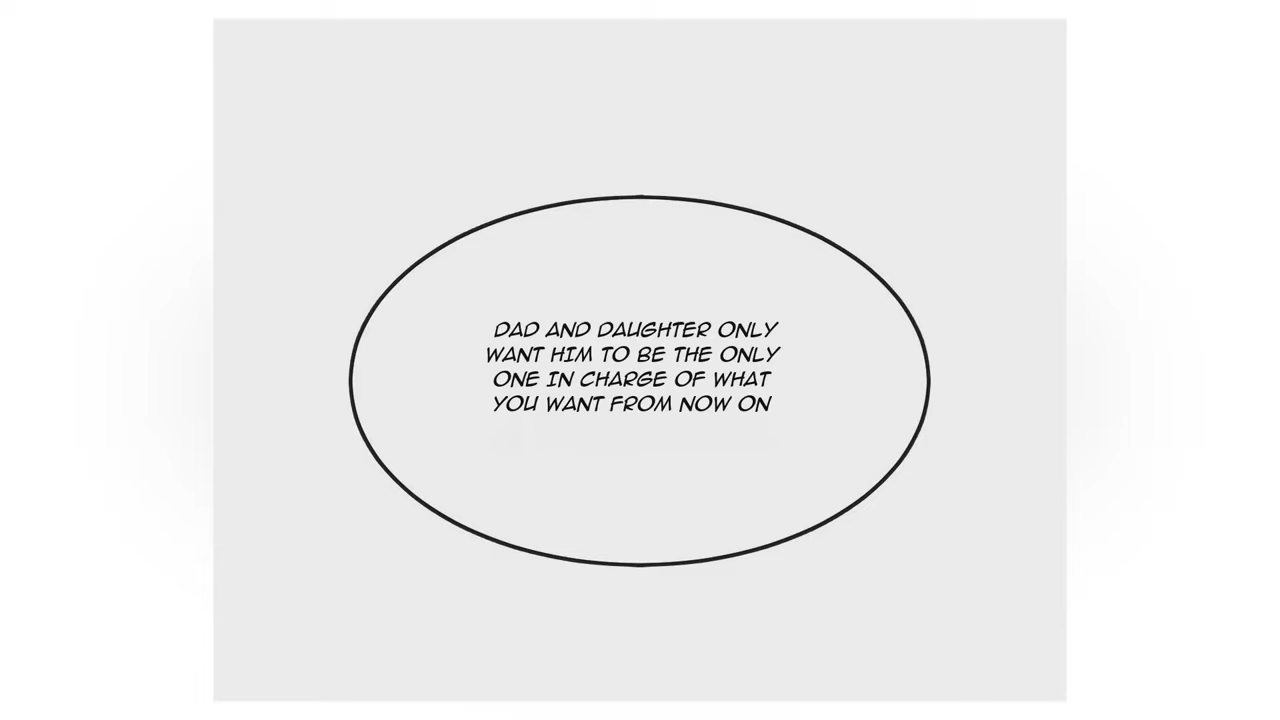 DAD AND DAUGHTER ONLY
WANT HIM TO BE THE ONLY
ONE IN CHARGE OF WHAT
YOU WANT FROM NOW ON